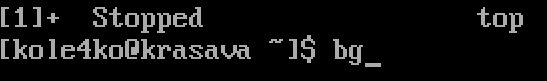 [1]+  Stopped                 top
[kole4ko@krasava ~]$ bg_